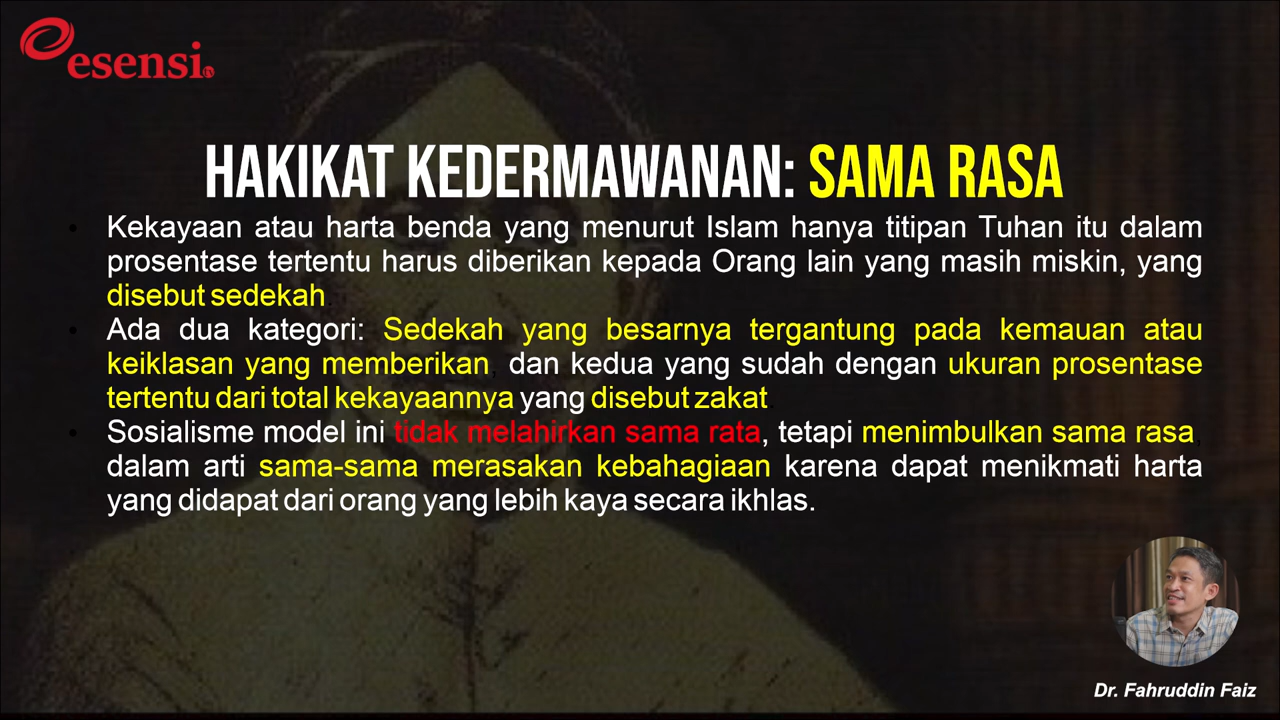 esensi
HAKIKAT KEDERMAWANAN: SAMA RASA
• Kekayaan atau harta benda yang menurut Islam hanya titipan Tuhan itu dalam
prosentase tertentu harus diberikan kepada Orang lain yang masih miskin, yang
disebut sedekah
• Ada dua kategori: Sedekah yang besarnya tergantung pada kemauan atau
keiklasan yang memberikan, dan kedua yang sudah dengan ukuran prosentase
tertentu dari total kekayaannya yang disebut zakat.
• Sosialisme model ini tidak melahirkan sama rata, tetapi menimbulkan sama rasa,
dalam arti sama-sama merasakan kebahagiaan karena dapat menikmati harta
yang didapat dari orang yang lebih kaya secara ikhlas.
Dr. Fahruddin Faiz